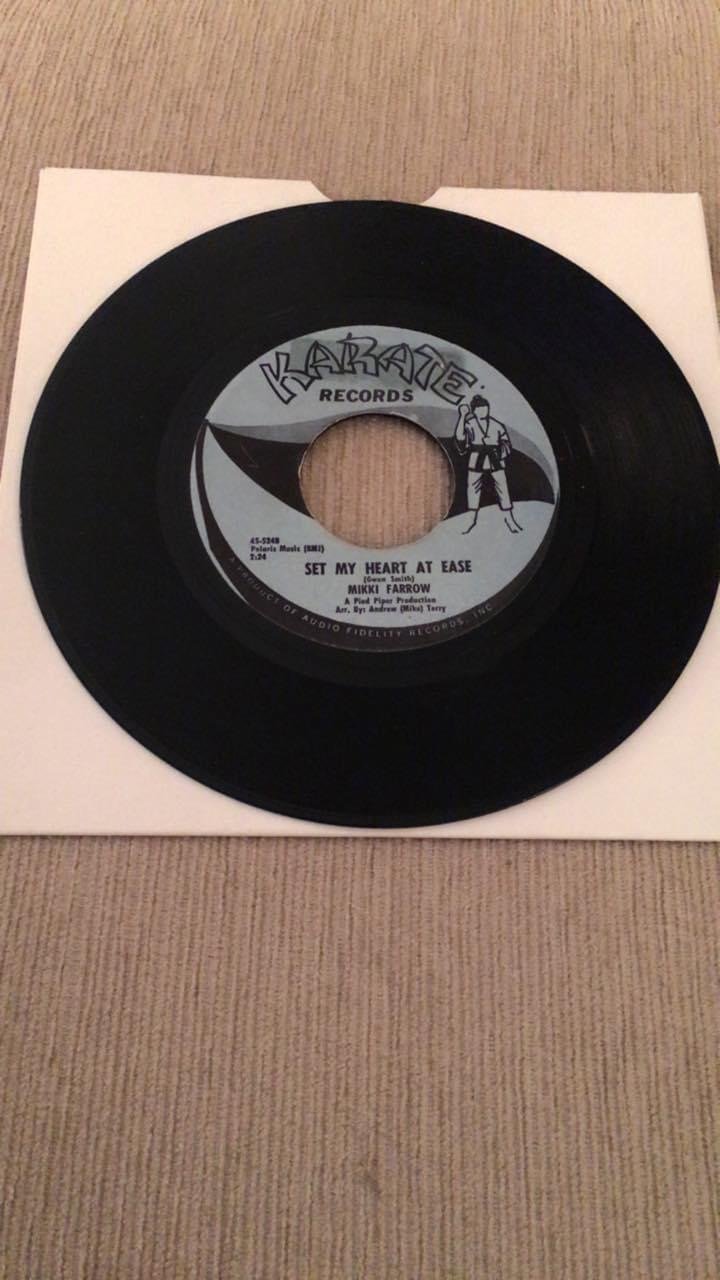 KARATE
RECORDS
45-524B
Polaris Music (BMI)
2:24
SET MY HEART AT EASE
(Gwen Smith)
MIKKI FARROW
A Pied Piper Production
Arr. By: Andrew (Mike) Terry
A PRODUCT OF AUDIO FIDELITY RECORDS, INC